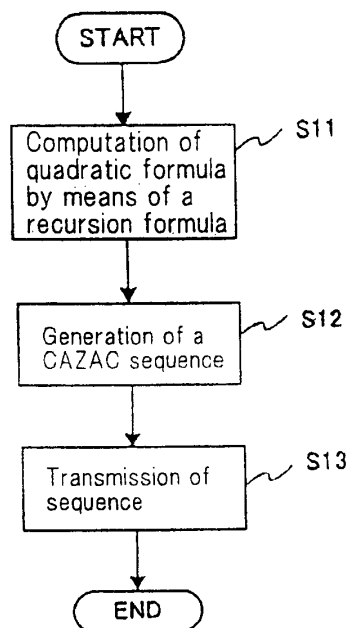 START
Computation of
quadratic formula
by means of a
recursion formula
S11
Generation of a
CAZAC sequence
S12
Transmission of
sequence
S13
END